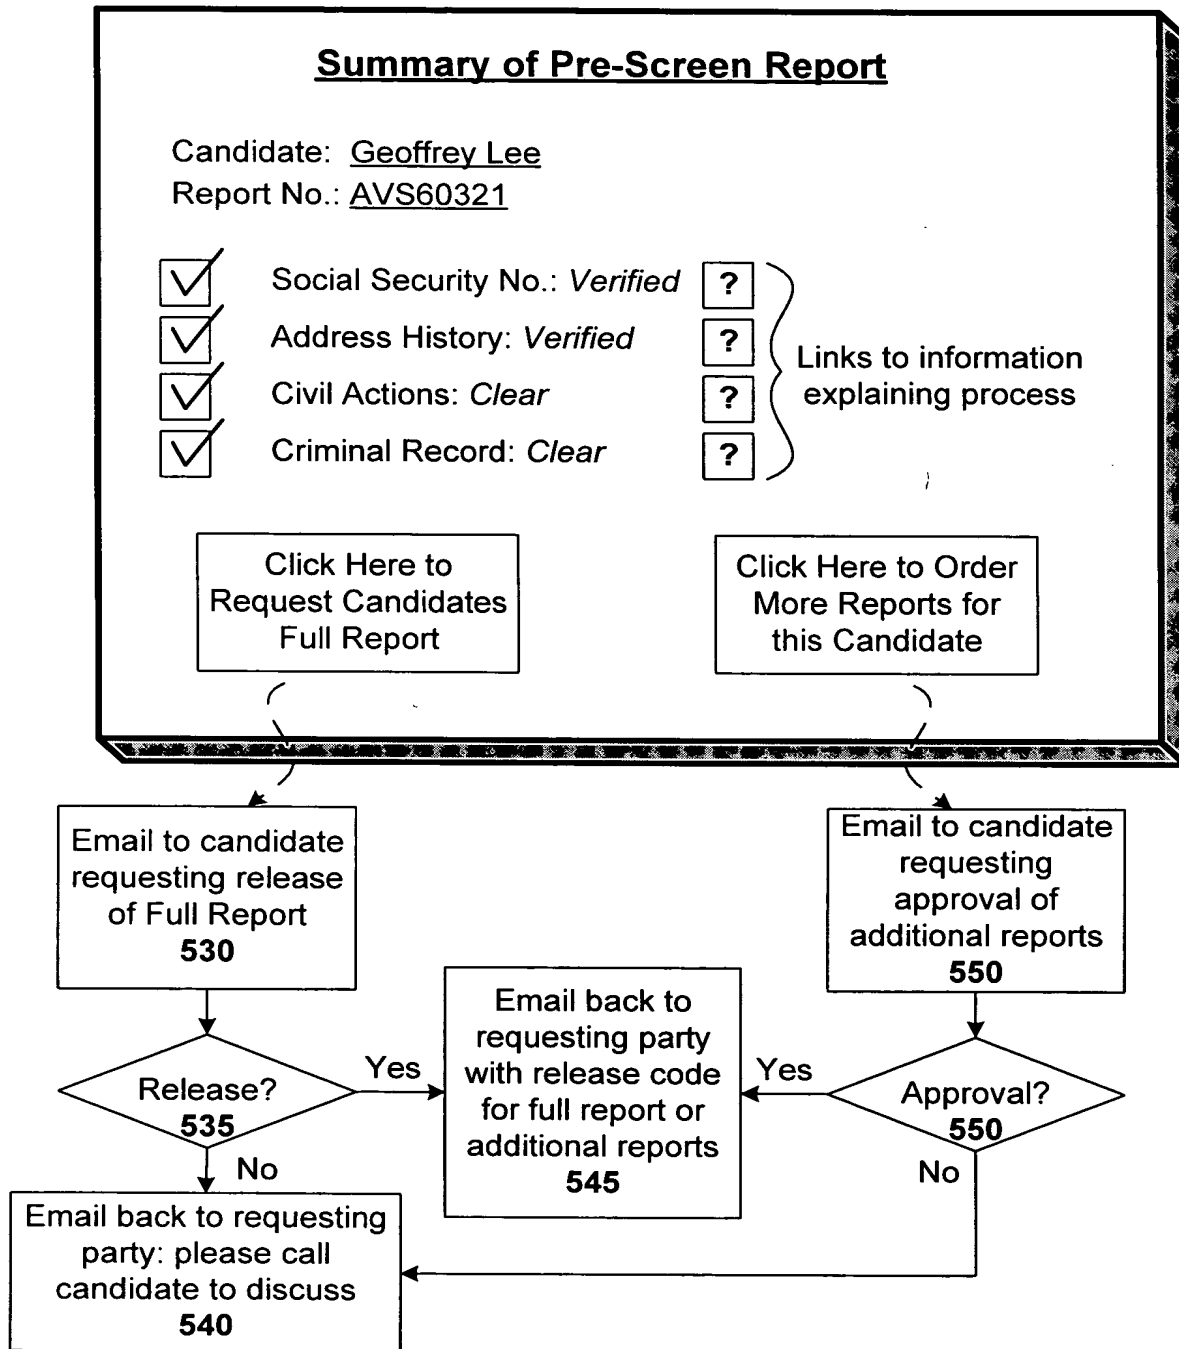 Summary of Pre-Screen Report
Candidate: Geoffrey Lee
Report No.: AVS60321
Social Security No.: Verified ?
Address History: Verified ?
Civil Actions: Clear ?
Criminal Record: Clear ?
Links to information
explaining process
Click Here to
Request Candidates
Full Report
Click Here to Order
More Reports for
this Candidate
Email to candidate
requesting release
of Full Report
530
Email to candidate
requesting
approval of
additional reports
550
Release?
535
Yes
No
Email back to
requesting party
with release code
for full report or
additional reports
545
Yes
Approval?
550
No
Email back to requesting
party: please call
candidate to discuss
540